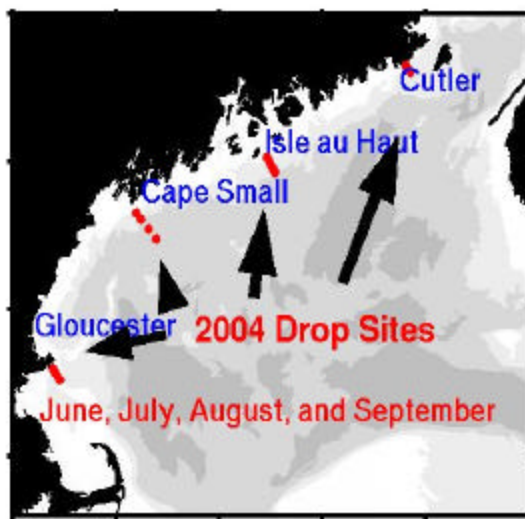 Cutler
Isle au Haut
Cape Small
Gloucester
2004 Drop Sites
June, July, August, and September